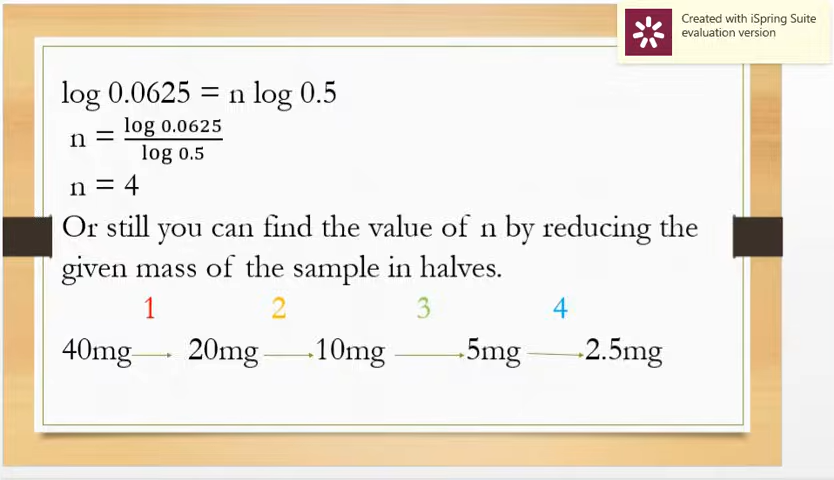 Created with iSpring Suite
evaluation version
log 0.0625 = n log 0.5
n = log 0.0625 / log 0.5
n = 4
Or still you can find the value of n by reducing the
given mass of the sample in halves.
1 2 3 4
40mg → 20mg → 10mg → 5mg → 2.5mg